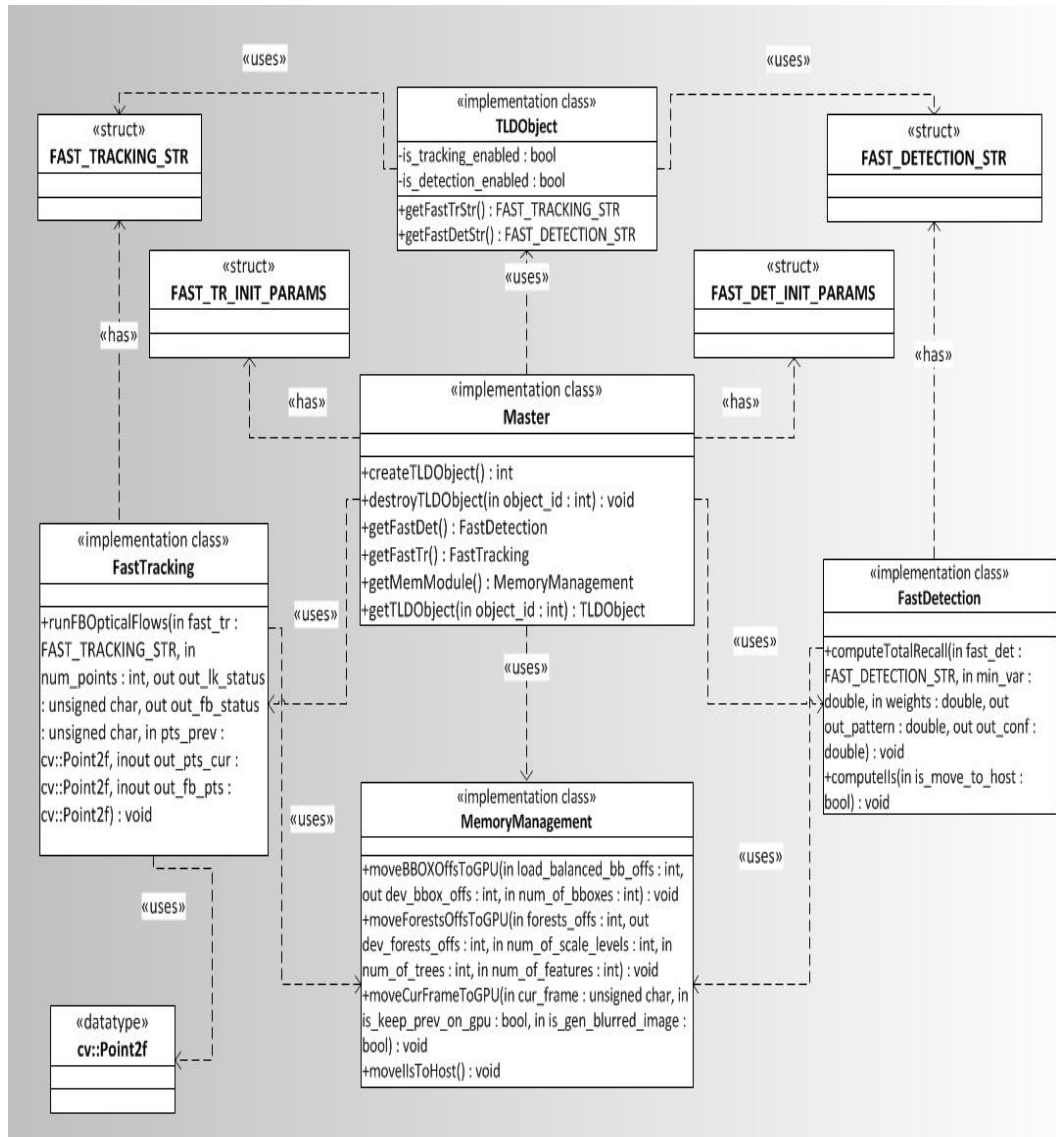 «uses»
«uses»
«implementation class»
TLDObject
-is_tracking_enabled : bool
-is_detection_enabled : bool
+getFastTrStr() : FAST_TRACKING_STR
+getFastDetStr() : FAST_DETECTION_STR
«struct»
FAST_TRACKING_STR
«struct»
FAST_DETECTION_STR
«struct»
FAST_TR_INIT_PARAMS
«uses»
«struct»
FAST_DET_INIT_PARAMS
«has»
«has»
«has»
«has»
«implementation class»
Master
+createTLDObject() : int
+destroyTLDObject(in object_id : int) : void
+getFastDet() : FastDetection
+getFastTr() : FastTracking
+getMemModule() : MemoryManagement
+getTLDObject(in object_id : int) : TLDObject
«implementation class»
FastTracking
+runFBOpticalFlows(in fast_tr :
FAST_TRACKING_STR, in
num_points : int, out out_lk_status
: unsigned char, out out_fb_status
: unsigned char, in pts_prev :
cv::Point2f, inout out_pts_cur :
cv::Point2f, inout out_fb_pts :
cv::Point2f) : void
«implementation class»
FastDetection
+computeTotalRecall(in fast_det :
FAST_DETECTION_STR, in min_var :
double, in weights : double, out
out_pattern : double, out out_conf :
double) : void
+computeIIs(in is_move_to_host :
bool) : void
«uses»
«uses»
«uses»
«uses»
«uses»
«uses»
«implementation class»
MemoryManagement
+moveBBOXOffsToGPU(in load_balanced_bb_offs : int,
out dev_bbox_offs : int, in num_of_bboxes : int) : void
+moveForestsOffsToGPU(in forests_offs : int, out
dev_forests_offs : int, in num_of_scale_levels : int, in
num_of_trees : int, in num_of_features : int) : void
+moveCurFrameToGPU(in cur_frame : unsigned char, in
is_keep_prev_on_gpu : bool, in is_gen_blurred_image :
bool) : void
+moveIIsToHost() : void
«datatype»
cv::Point2f